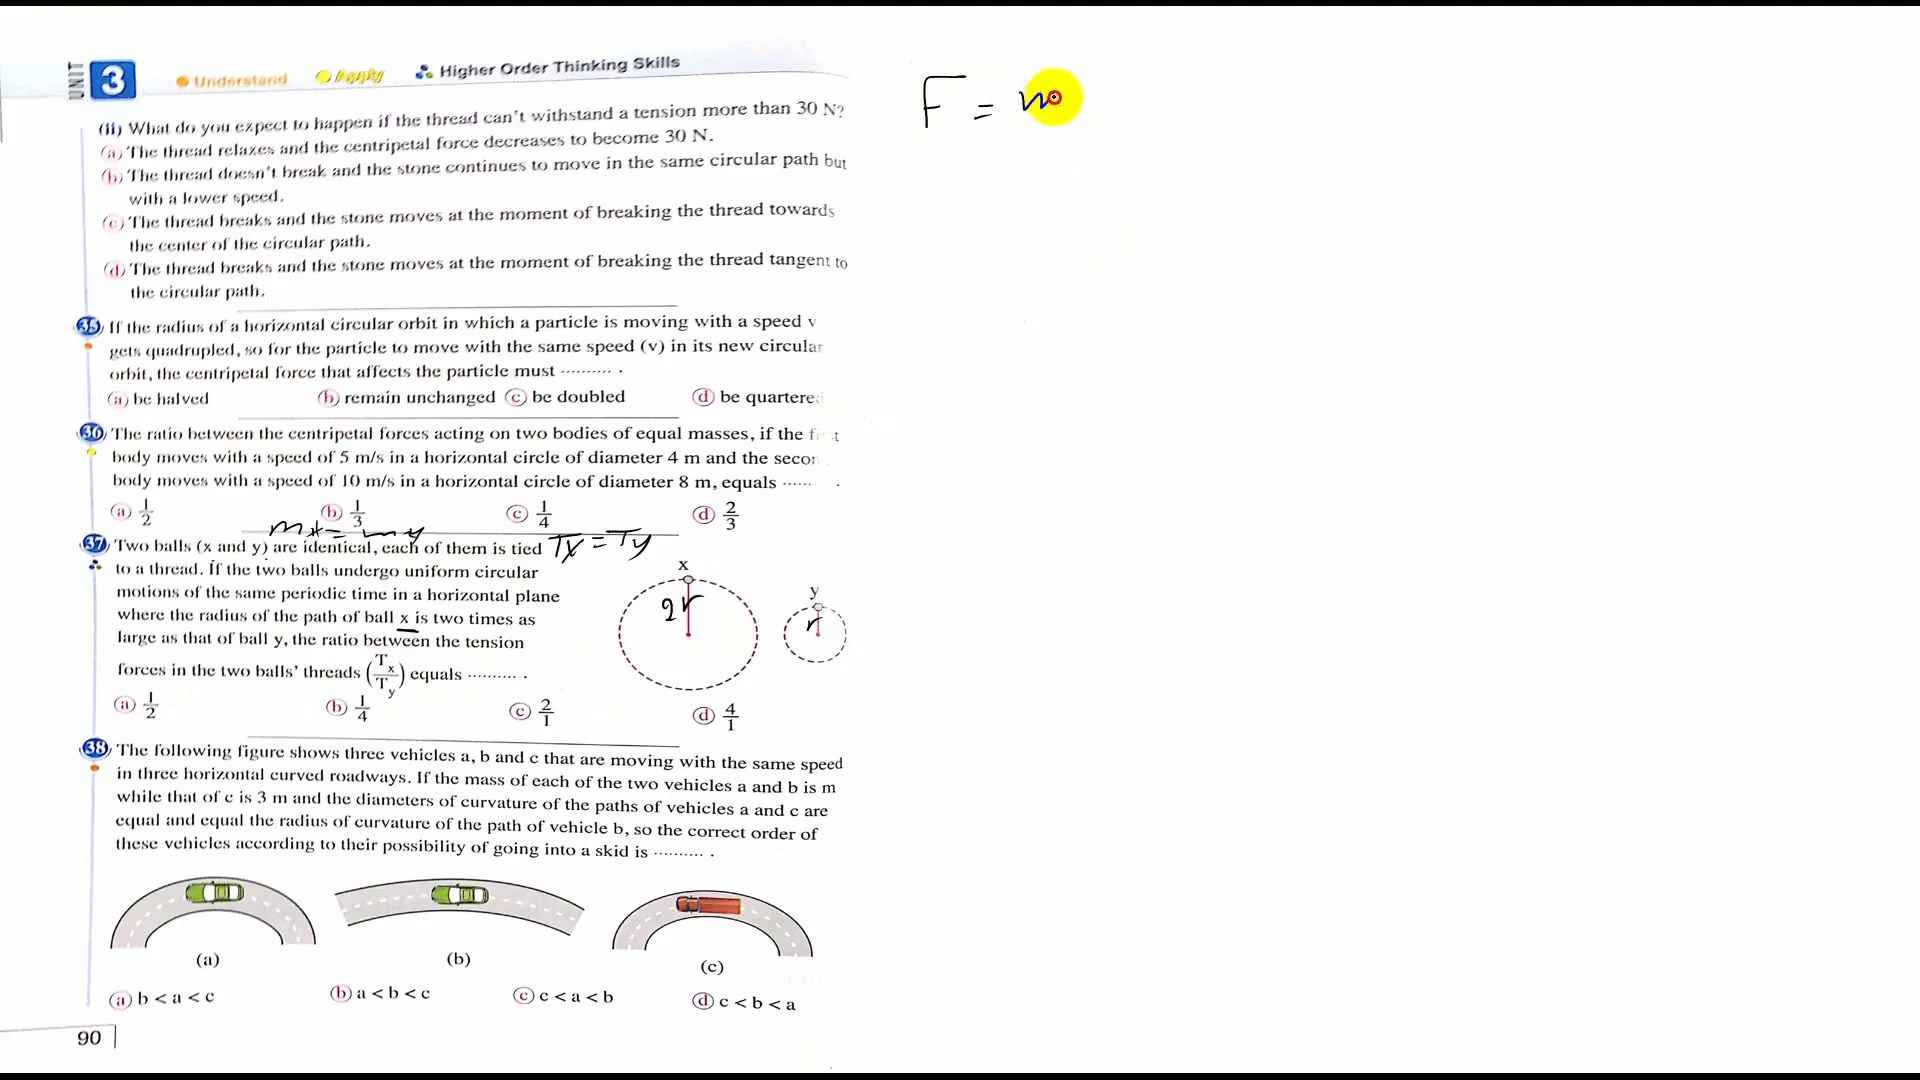 UNIT 3 Understand Apply Higher Order Thinking Skills
(ii) What do you expect to happen if the thread can't withstand a tension more than 30 N?
(a) The thread relaxes and the centripetal force decreases to become 30 N.
(b) The thread doesn't break and the stone continues to move in the same circular path but
with a lower speed.
(c) The thread breaks and the stone moves at the moment of breaking the thread towards
the center of the circular path.
(d) The thread breaks and the stone moves at the moment of breaking the thread tangent to
the circular path.
35 If the radius of a horizontal circular orbit in which a particle is moving with a speed v
gets quadrupled, so for the particle to move with the same speed (v) in its new circular
orbit, the centripetal force that affects the particle must .......... .
(a) be halved (b) remain unchanged (c) be doubled (d) be quartered
36 The ratio between the centripetal forces acting on two bodies of equal masses, if the
body moves with a speed of 5 m/s in a horizontal circle of diameter 4 m and the
body moves with a speed of 10 m/s in a horizontal circle of diameter 8 m, equals ...... .
(a) 1/2 (b) 1/3 (c) 1/4 (d) 2/3
mx = my
37 Two balls (x and y) are identical, each of them is tied Tx = Ty
to a thread. If the two balls undergo uniform circular
motions of the same periodic time in a horizontal plane
where the radius of the path of ball x is two times as
large as that of ball y, the ratio between the tension
forces in the two balls' threads (Tx/Ty) equals .......... .
x
y
2r
r
(a) 1/2 (b) 1/4 (c) 2/1 (d) 4/1
38 The following figure shows three vehicles a, b and c that are moving with the same speed
in three horizontal curved roadways. If the mass of each of the two vehicles a and b is m
while that of c is 3 m and the diameters of curvature of the paths of vehicles a and c are
equal and equal the radius of curvature of the path of vehicle b, so the correct order of
these vehicles according to their possibility of going into a skid is .......... .
(a) (b) (c)
(a) b < a < c (b) a < b < c (c) c < a < b (d) c < b < a
90
F =